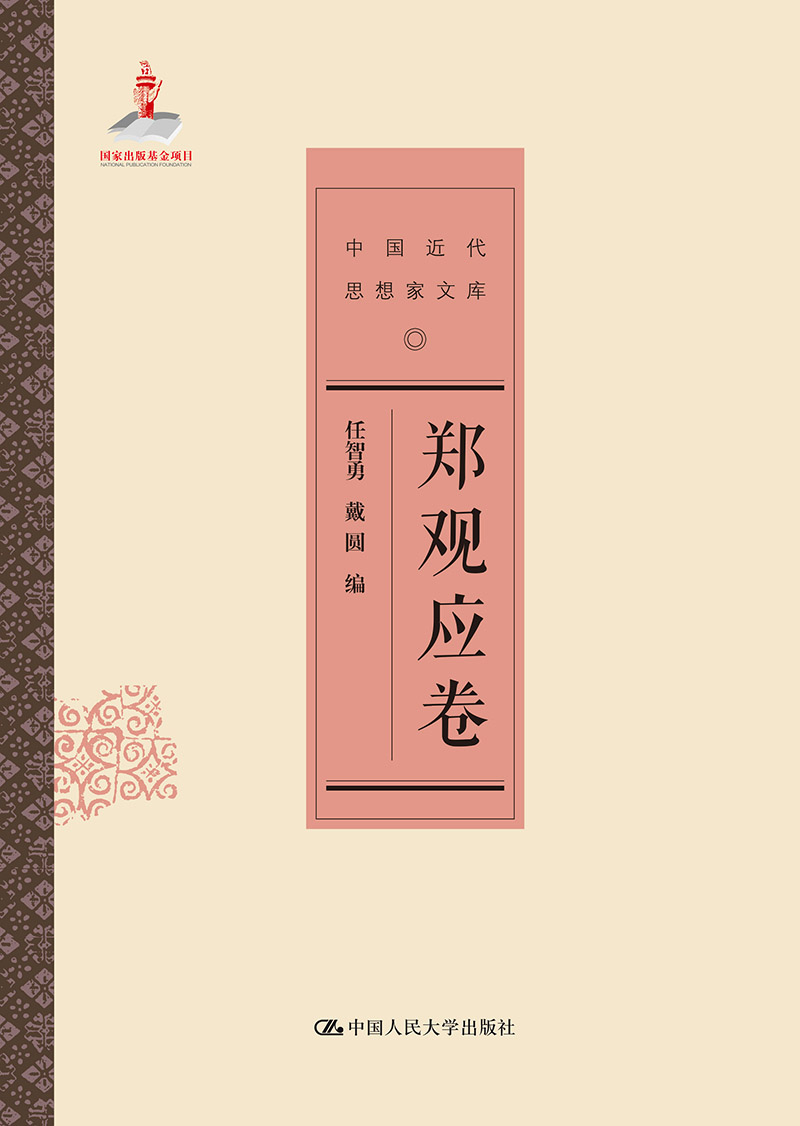 国家出版基金项目
NATIONAL PUBLICATION FOUNDATION
中国近代
思想家文库
郑观应卷
任智勇 戴圆 编
中国人民大学出版社